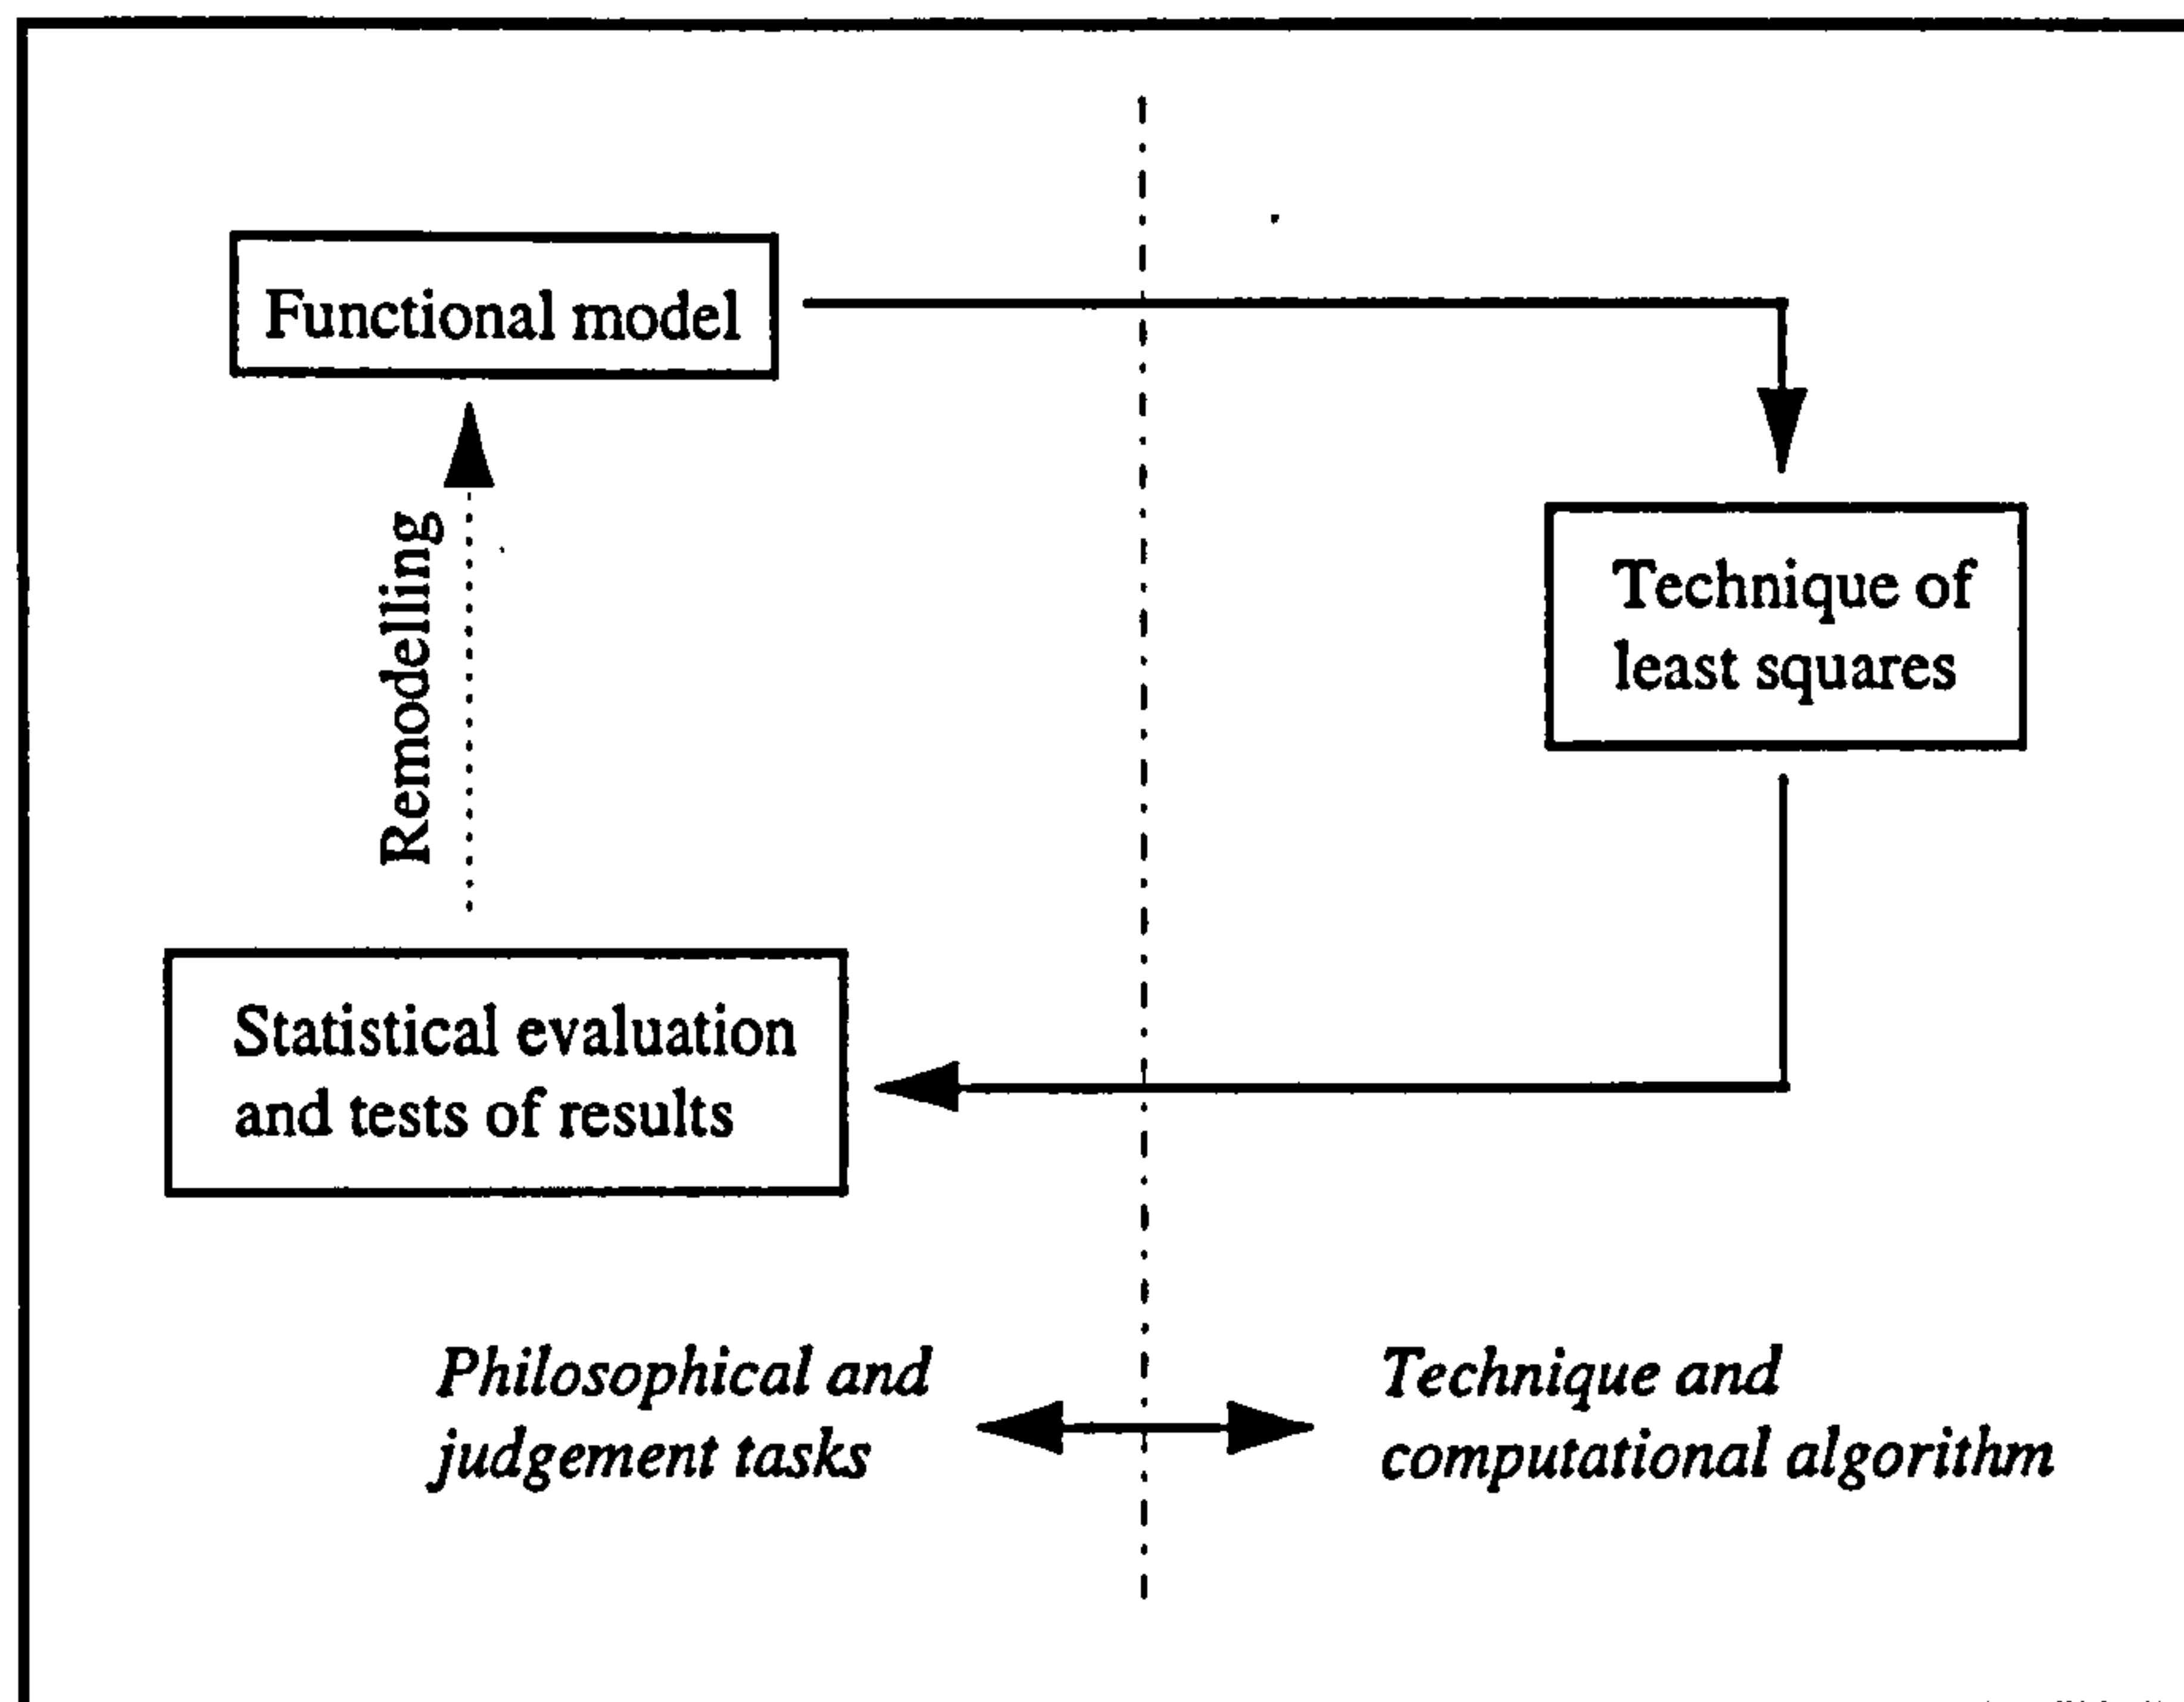 Functional model
Technique of
least squares
Remodelling
Statistical evaluation
and tests of results
Philosophical and
judgement tasks
Technique and
computational algorithm